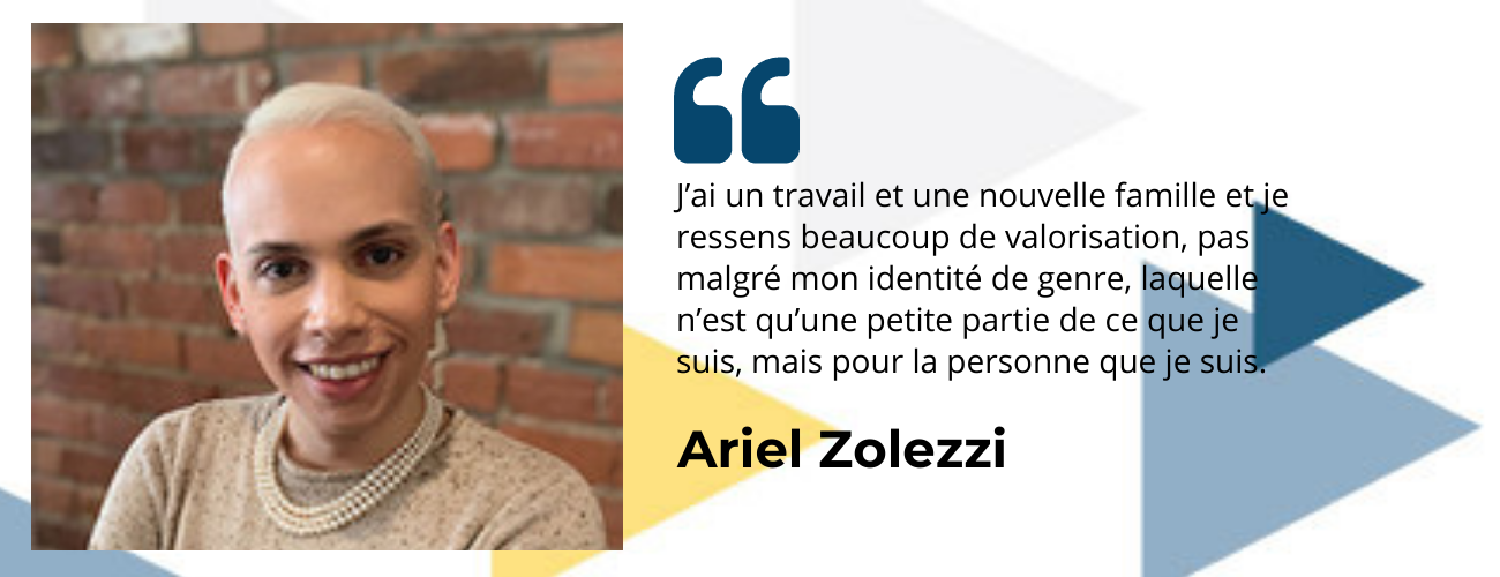 “
J’ai un travail et une nouvelle famille et je
ressens beaucoup de valorisation, pas
malgré mon identité de genre, laquelle
n’est qu’une petite partie de ce que je
suis, mais pour la personne que je suis.
Ariel Zolezzi